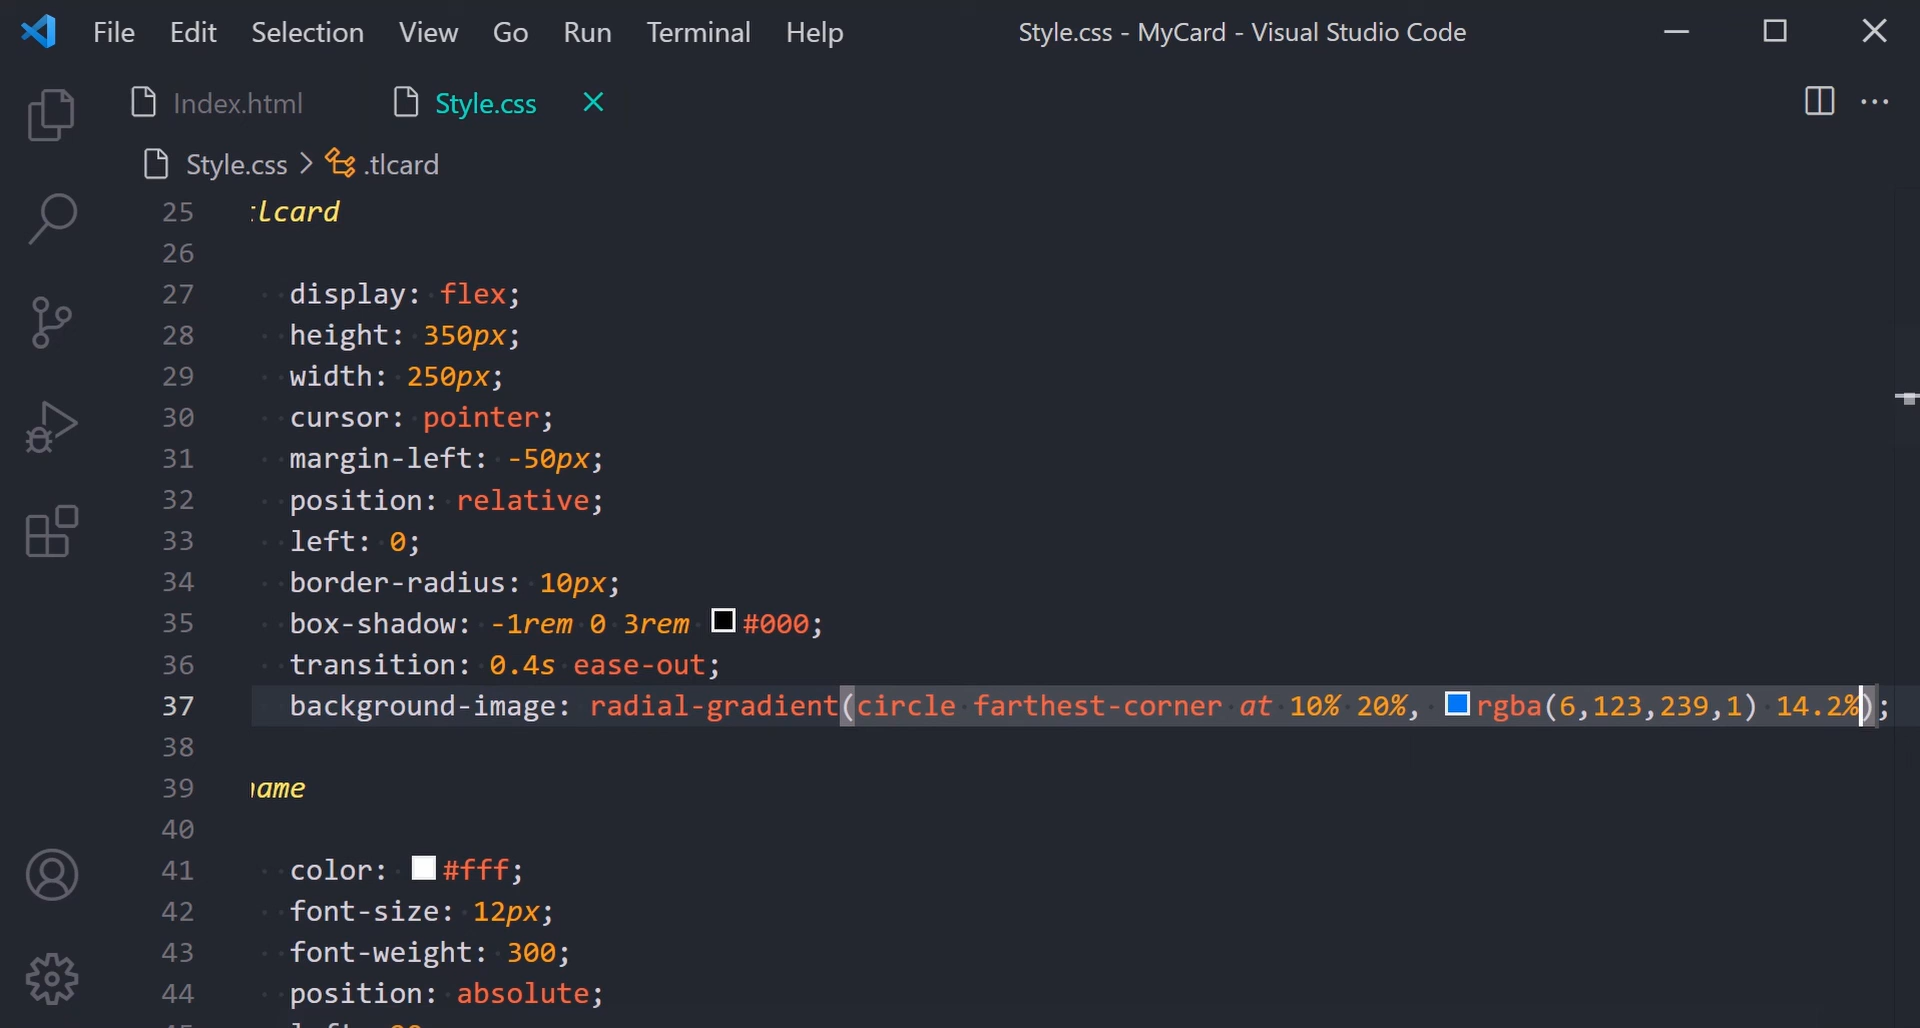 File Edit Selection View Go Run Terminal Help Style.css - MyCard - Visual Studio Code
Index.html Style.css
Style.css > .tlcard
25 tlcard
26
27 display: flex;
28 height: 350px;
29 width: 250px;
30 cursor: pointer;
31 margin-left: -50px;
32 position: relative;
33 left: 0;
34 border-radius: 10px;
35 box-shadow: -1rem 0 3rem #000;
36 transition: 0.4s ease-out;
37 background-image: radial-gradient(circle farthest-corner at 10% 20%, rgba(6,123,239,1) 14.2%);
38
39 name
40
41 color: #fff;
42 font-size: 12px;
43 font-weight: 300;
44 position: absolute;